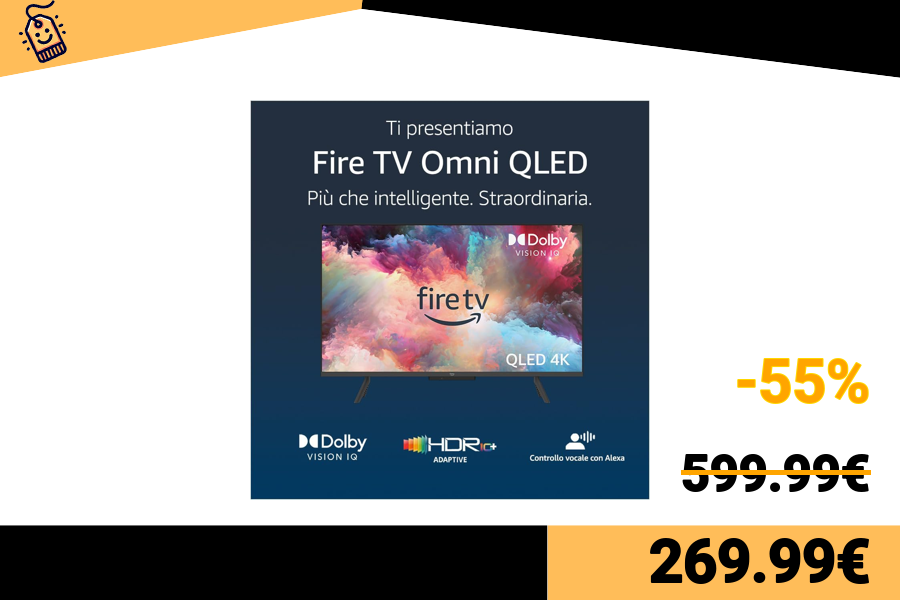 Ti presentiamo
Fire TV Omni QLED
Più che intelligente. Straordinaria.
Dolby
VISION IQ
fire tv
QLED 4K
Dolby
VISION IQ
HDR10+
ADAPTIVE
Controllo vocale con Alexa
-55%
599.99€
269.99€